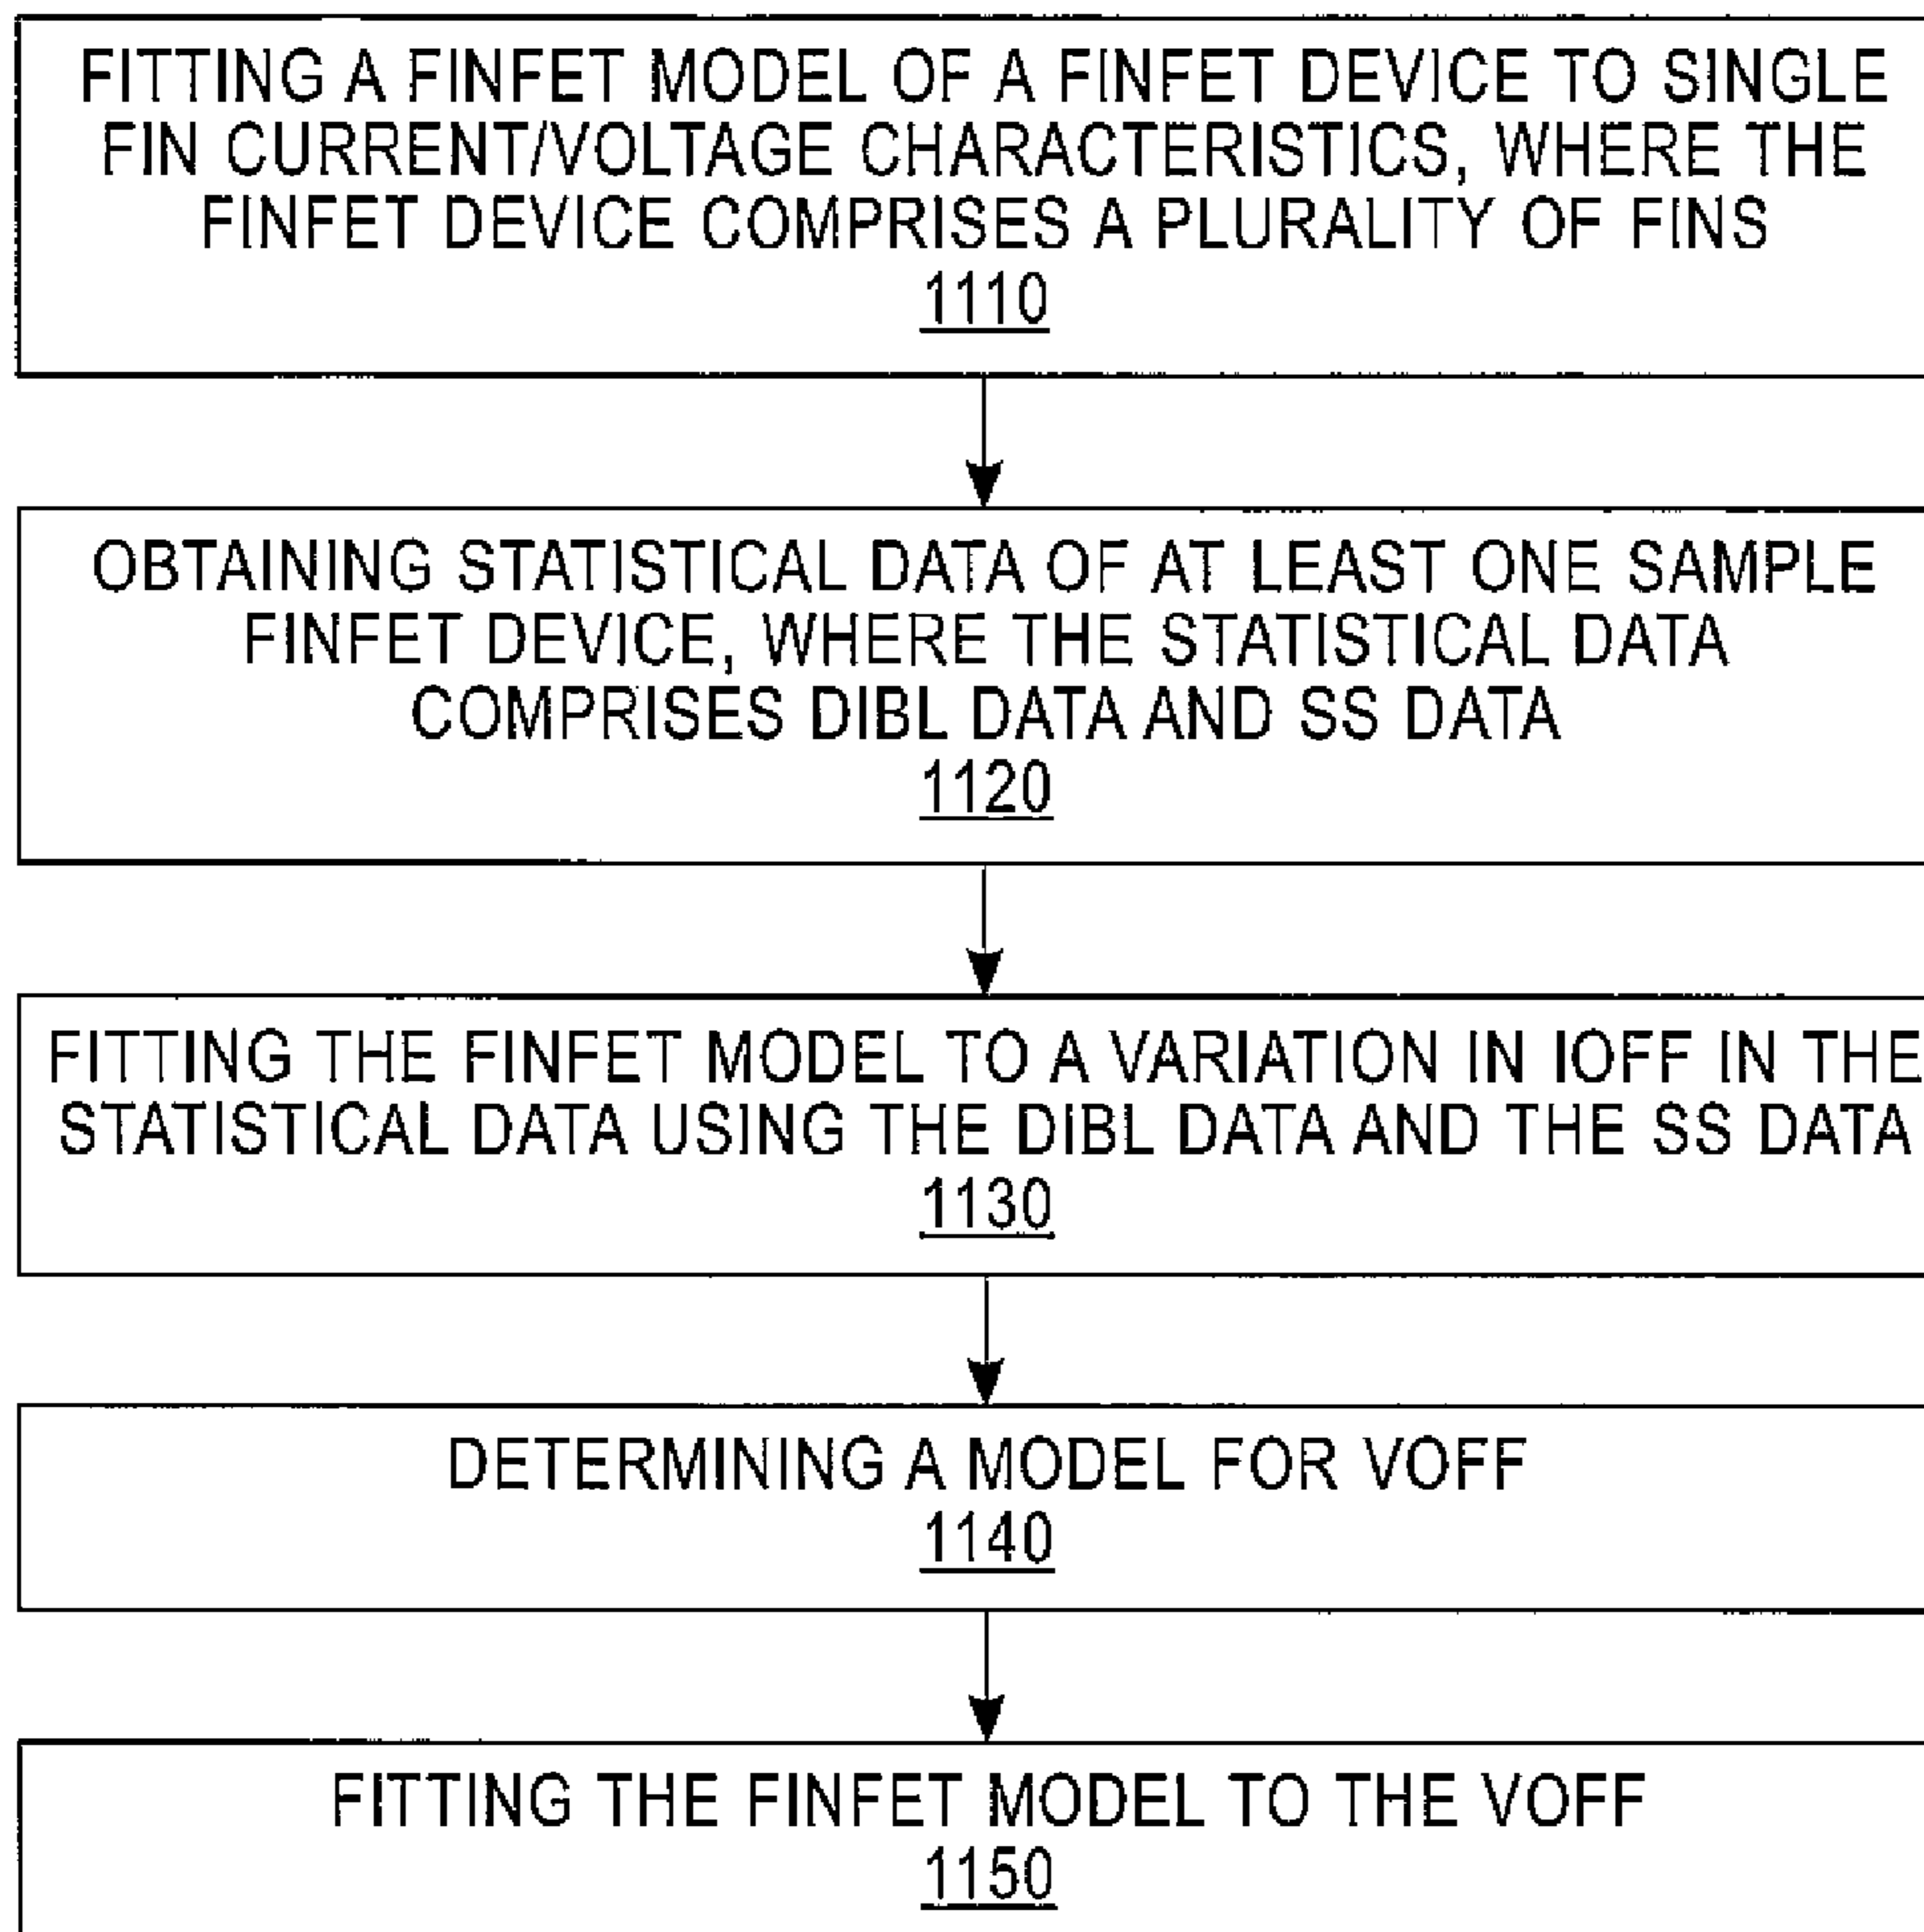 FITTING A FINFET MODEL OF A FINFET DEVICE TO SINGLE
FIN CURRENT/VOLTAGE CHARACTERISTICS, WHERE THE
FINFET DEVICE COMPRISES A PLURALITY OF FINS
1110
OBTAINING STATISTICAL DATA OF AT LEAST ONE SAMPLE
FINFET DEVICE, WHERE THE STATISTICAL DATA
COMPRISES DIBL DATA AND SS DATA
1120
FITTING THE FINFET MODEL TO A VARIATION IN IOFF IN THE
STATISTICAL DATA USING THE DIBL DATA AND THE SS DATA
1130
DETERMINING A MODEL FOR VOFF
1140
FITTING THE FINFET MODEL TO THE VOFF
1150